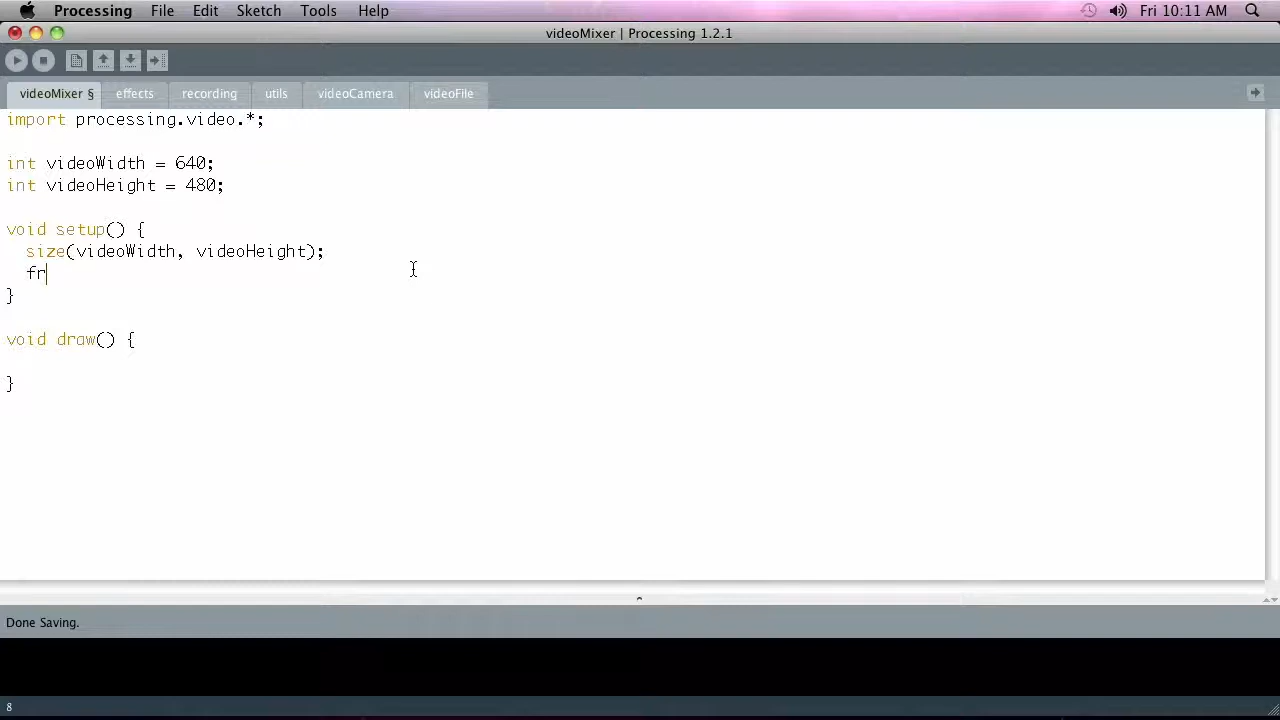 Processing File Edit Sketch Tools Help Fri 10:11 AM
videoMixer | Processing 1.2.1
videoMixer § effects recording utils videoCamera videoFile
import processing.video.*;
int videoWidth = 640;
int videoHeight = 480;
void setup() {
  size(videoWidth, videoHeight);
  fr
}
void draw() {
}
Done Saving.
8